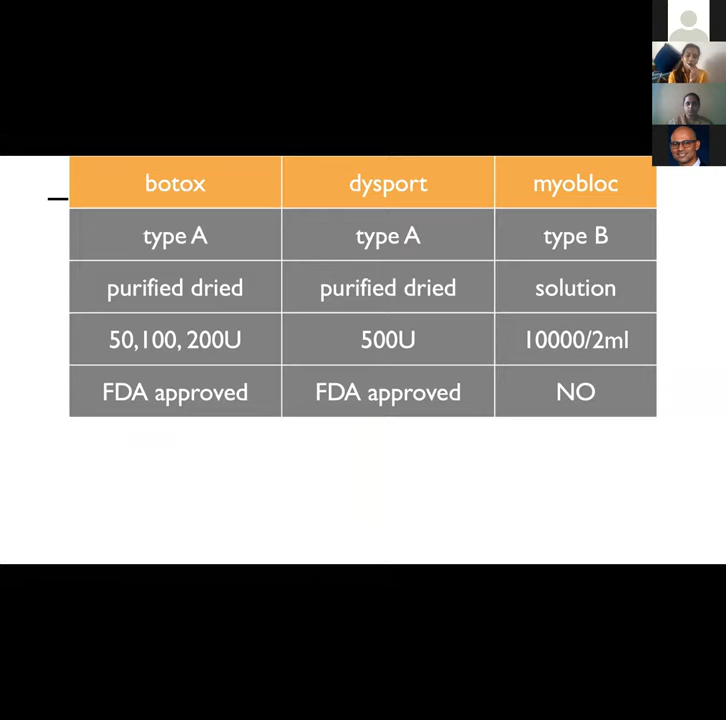 botox dysport myobloc
type A type A type B
purified dried purified dried solution
50,100, 200U 500U 10000/2ml
FDA approved FDA approved NO